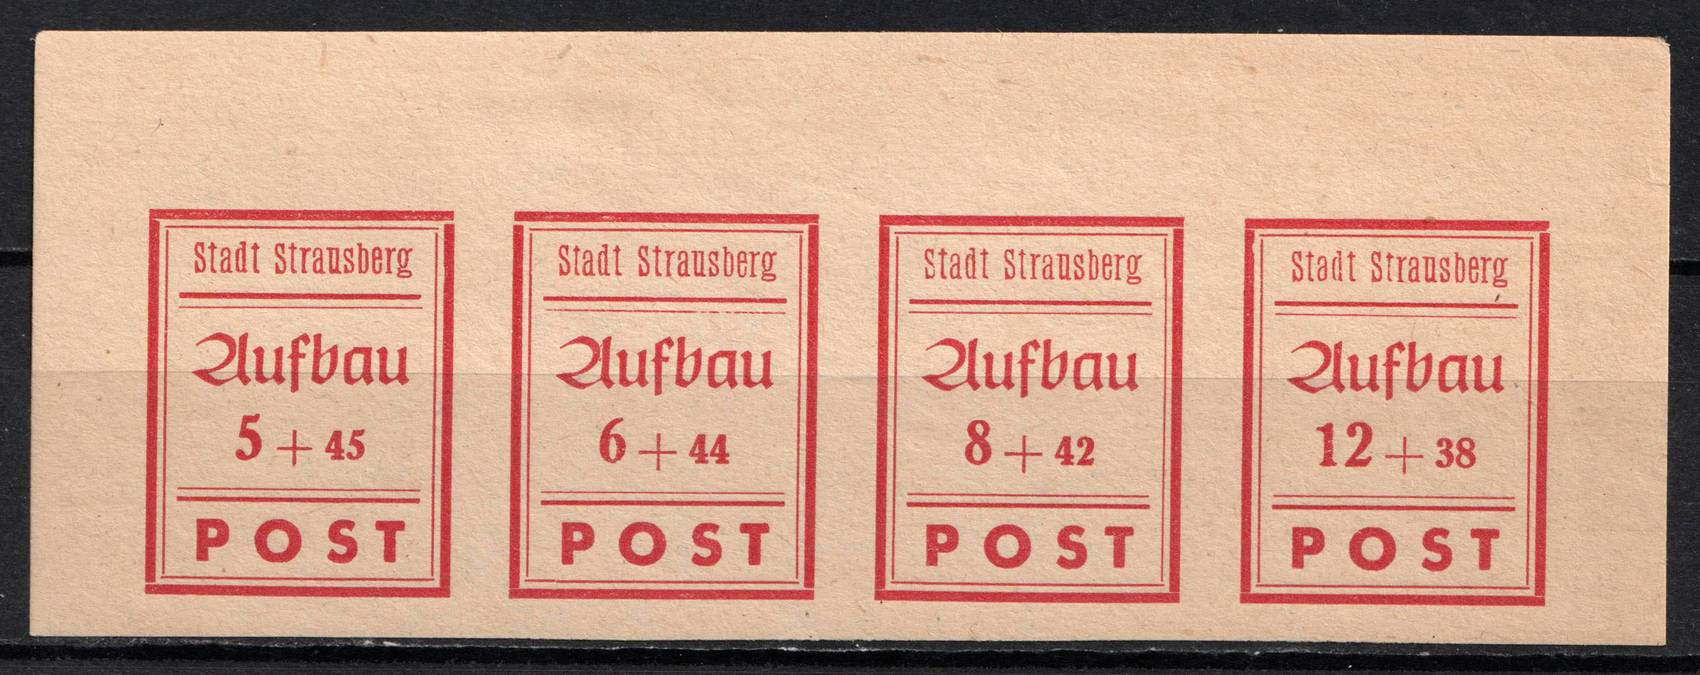 Stadt Strausberg
Aufbau
5 + 45
POST
Stadt Strausberg
Aufbau
6 + 44
POST
Stadt Strausberg
Aufbau
8 + 42
POST
Stadt Strausberg
Aufbau
12 + 38
POST